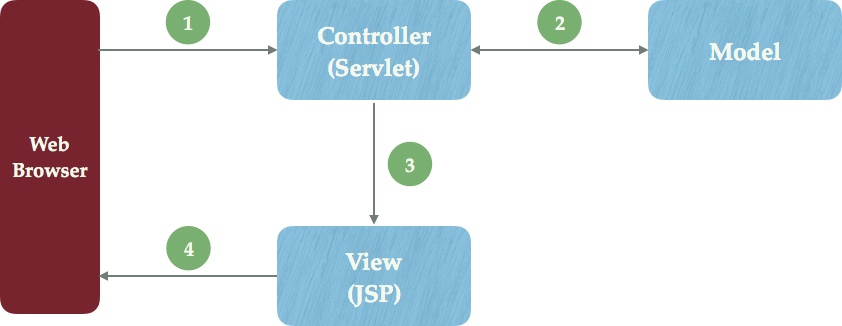 1
Controller
(Servlet)
2
Model
Web
Browser
3
4
View
(JSP)